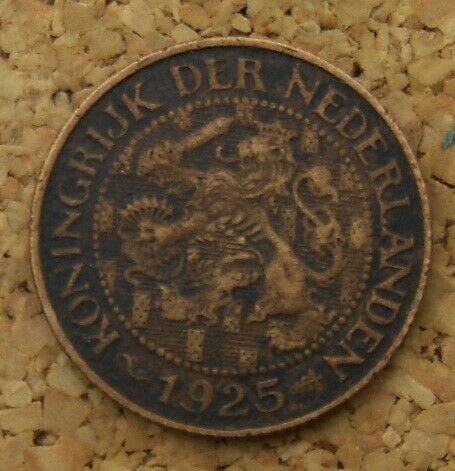 KONINGRIJK DER NEDERLANDEN
1925